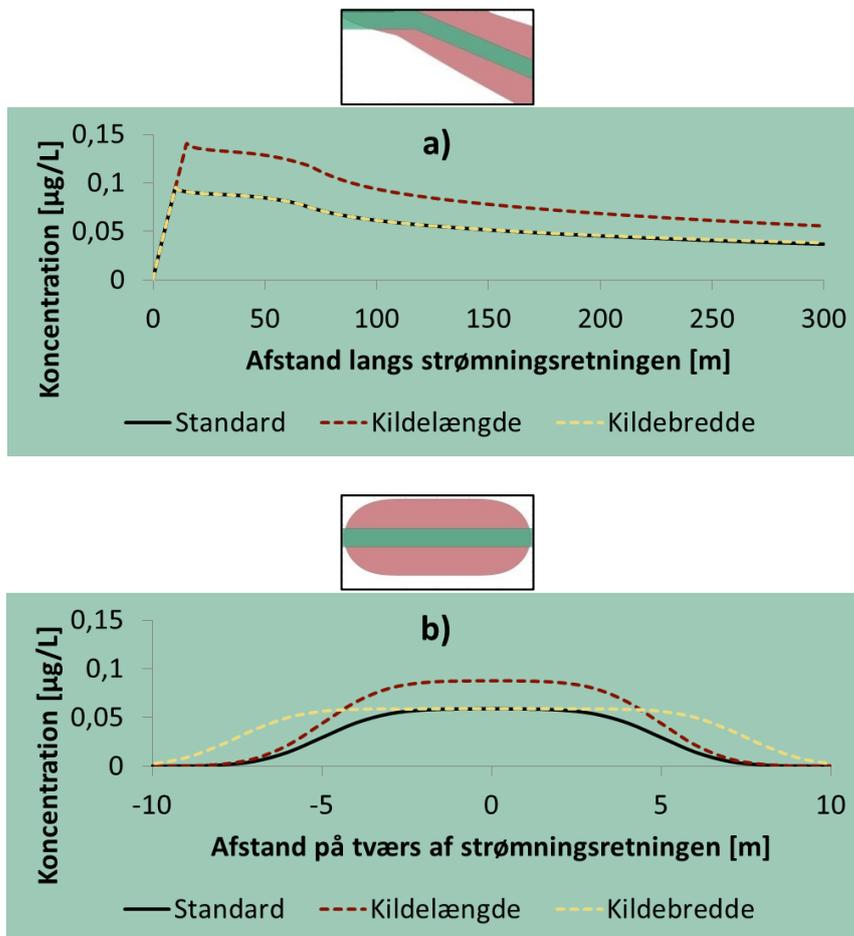 a)
Koncentration [µg/L]
0,15
0,1
0,05
0
0 50 100 150 200 250 300
Afstand langs strømningsretningen [m]
Standard Kildelængde Kildebredde
b)
Koncentration [µg/L]
0,15
0,1
0,05
0
-10 -5 0 5 10
Afstand på tværs af strømningsretningen [m]
Standard Kildelængde Kildebredde